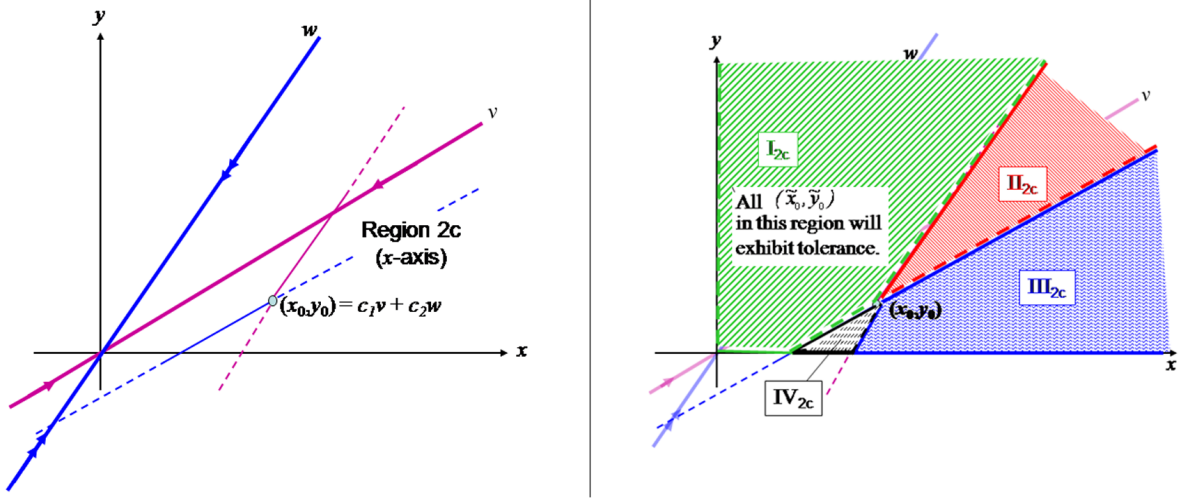 y
w
v
Region 2c
(x-axis)
(x₀,y₀) = c₁v + c₂w
x
y
w
v
I₂c
II₂c
All (x̃₀, ỹ₀)
in this region will
exhibit tolerance.
III₂c
(x₀,y₀)
x
IV₂c